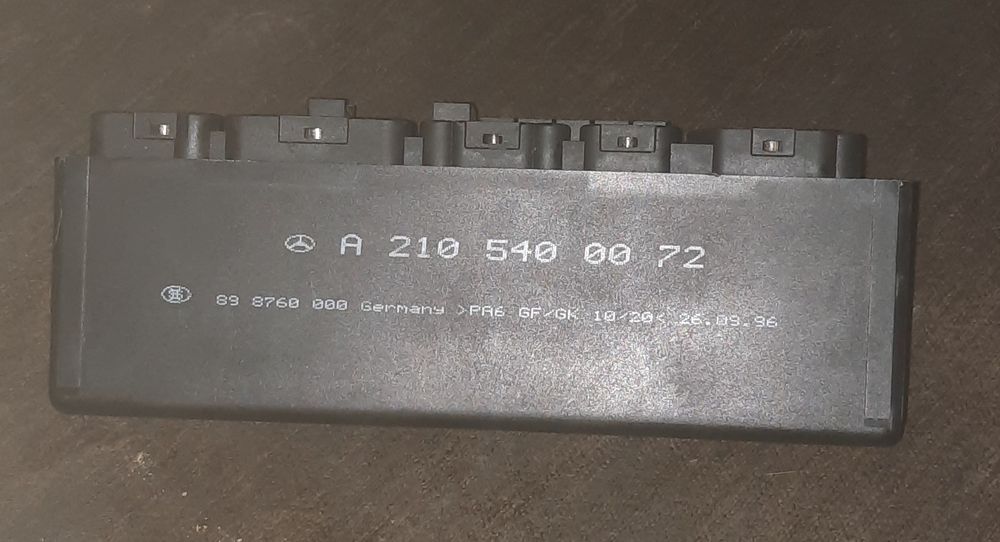 A 210 540 00 72
89 8760 000 Germany >PA6 GF/GK 10/20< 26.09.96